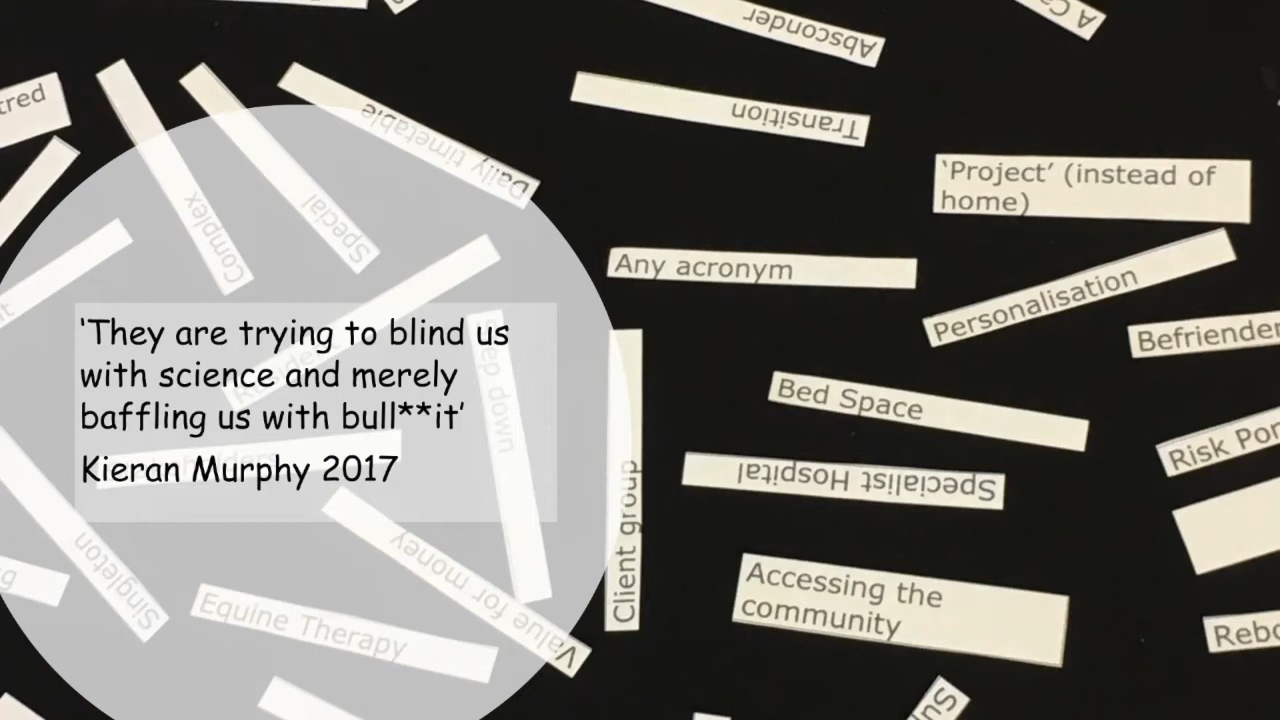 Absconder
A
tred
Daily timetable
Transition
Complex
Special
'Project' (instead of
home)
Any acronym
Personalisation
Befriender
'They are trying to blind us
with science and merely
baffling us with bull**it'
Kieran Murphy 2017
down
Bed Space
Risk
Specialist Hospital
Client group
Singleton
Value for money
Equine Therapy
Accessing the
community